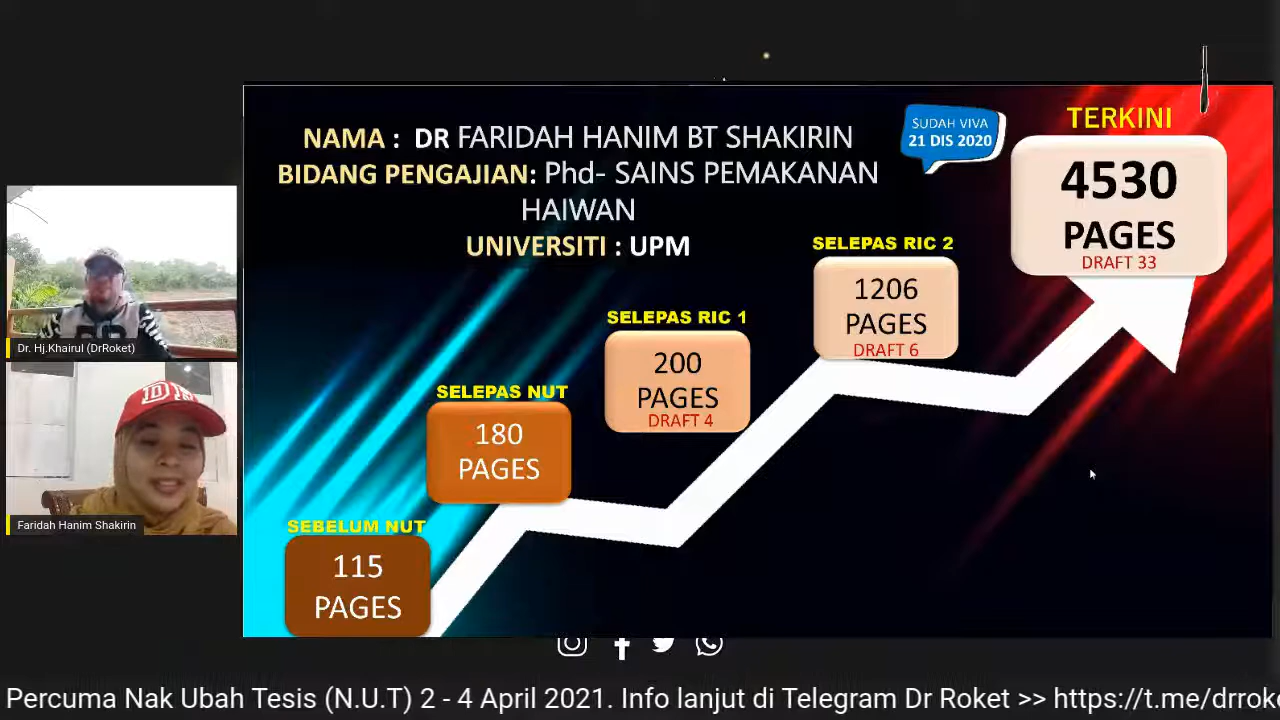 NAMA : DR FARIDAH HANIM BT SHAKIRIN
BIDANG PENGAJIAN: Phd- SAINS PEMAKANAN
HAIWAN
UNIVERSITI : UPM
SUDAH VIVA
21 DIS 2020
TERKINI
4530
PAGES
DRAFT 33
SELEPAS RIC 2
1206
PAGES
DRAFT 6
SELEPAS RIC 1
200
PAGES
DRAFT 4
SELEPAS NUT
180
PAGES
SEBELUM NUT
115
PAGES
Dr. Hj.Khairul (DrRoket)
Faridah Hanim Shakirin
Percuma Nak Ubah Tesis (N.U.T) 2 - 4 April 2021. Info lanjut di Telegram Dr Roket >> https://t.me/drrok